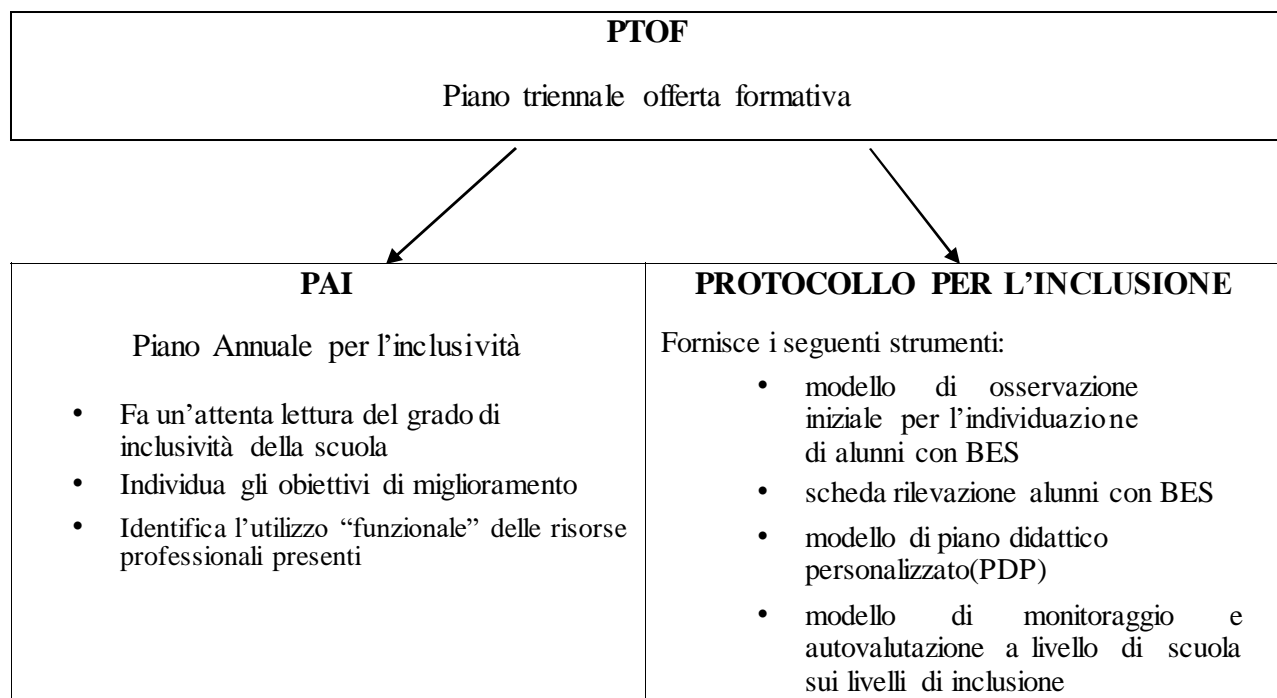 PTOF
Piano triennale offerta formativa
PAI
Piano Annuale per l'inclusività
• Fa un'attenta lettura del grado di
inclusività della scuola
• Individua gli obiettivi di miglioramento
• Identifica l'utilizzo “funzionale” delle risorse
professionali presenti
PROTOCOLLO PER L'INCLUSIONE
Fornisce i seguenti strumenti:
• modello di osservazione
iniziale per l'individuazione
di alunni con BES
• scheda rilevazione alunni con BES
• modello di piano didattico
personalizzato(PDP)
• modello di monitoraggio e
autovalutazione a livello di scuola
sui livelli di inclusione